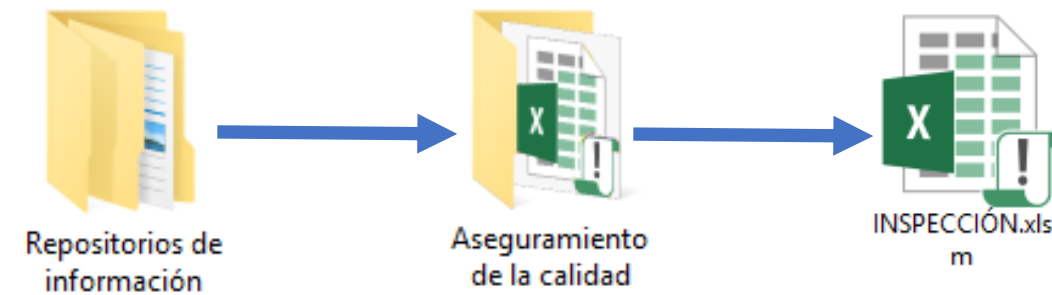 Repositorios de
información
Aseguramiento
de la calidad
INSPECCIÓN.xls
m